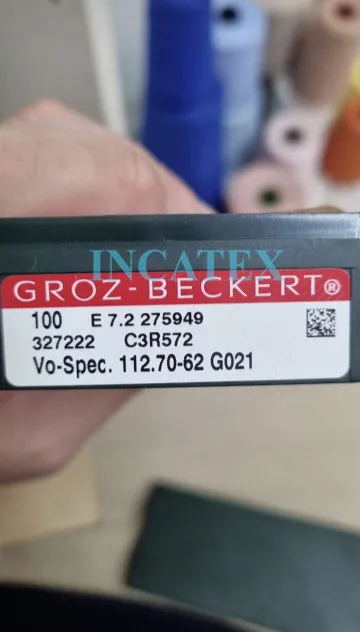 INCATEX
GROZ-BECKERT®
100 E 7.2 275949
327222 C3R572
Vo-Spec. 112.70-62 G021